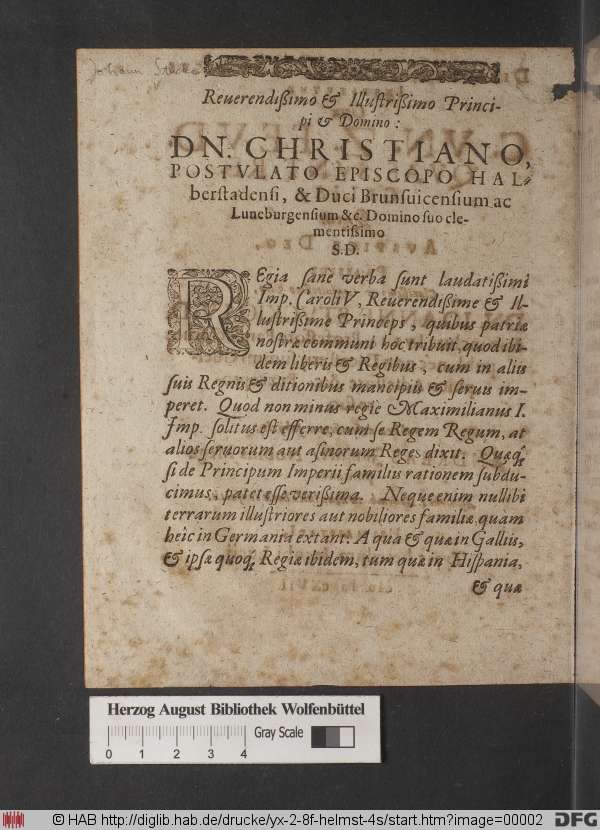 Johann
Reuerendißimo & Illustrißimo Princi-
pi & Domino:
DN. CHRISTIANO,
POSTVLATO EPISCOPO HAL-
berstadensi, & Duci Brunsuicensium ac
Luneburgensium &c. Domino suo cle-
mentissimo
S.D.
REgia sane verba sunt laudatißimi
Imp. Caroli V, Reuerendißime & Il-
lustrißime Princeps, quibus patriæ
nostræ communi hoc tribuit, quod ibi-
dem liberis & Regibus, cum in aliis
suis Regnis & ditionibus mancipiis & seruis im-
peret. Quod non minus regie Maximilianus I.
Imp. solitus est efferre, cum se Regem Regum, at
alios seruorum aut asinorum Reges dixit. Quæq́;
si de Principum Imperii familiis rationem subdu-
cimus, patet esse verißima. Neque enim nullibi
terrarum illustriores aut nobiliores familiæ quam
heic in Germania extant. A qua & quæ in Galliis,
& ipsæ quoq́; Regiæ ibidem, tum quæ in Hispania,
& quæ
Herzog August Bibliothek Wolfenbüttel
0 1 2 3 4 Gray Scale
© HAB http://diglib.hab.de/drucke/yx-2-8f-helmst-4s/start.htm?image=00002 DFG